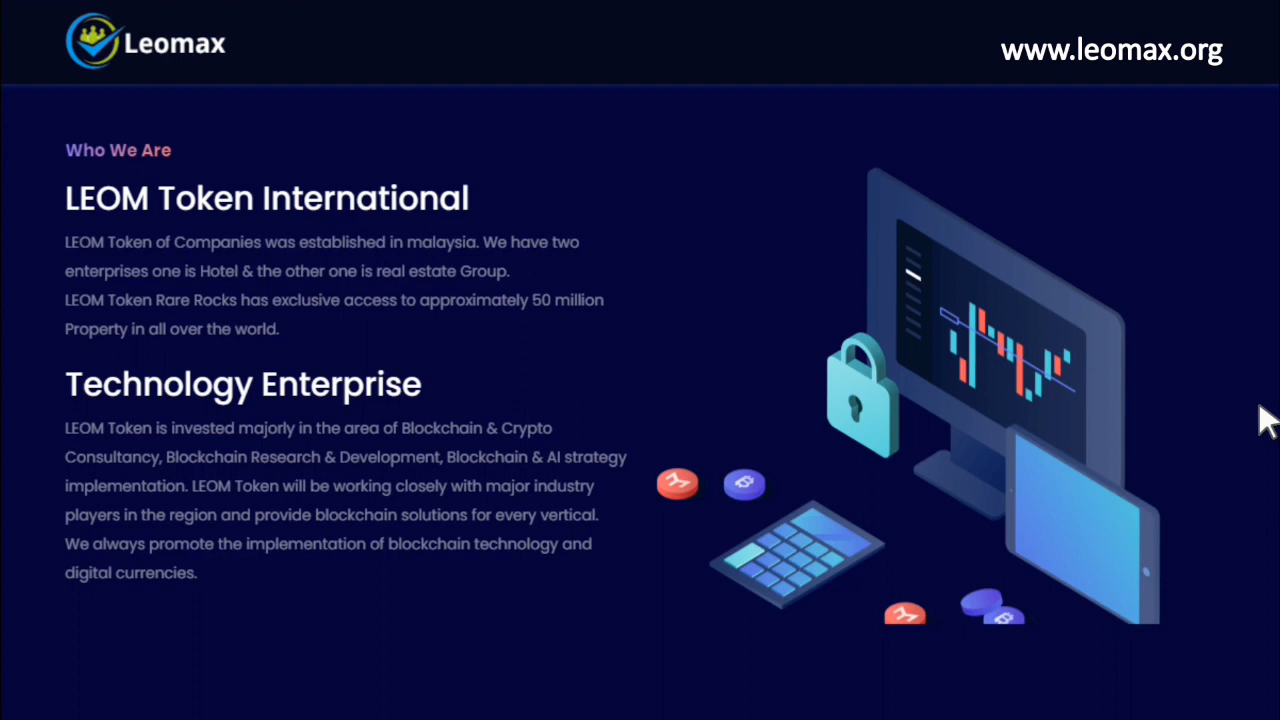 Leomax
www.leomax.org
Who We Are
LEOM Token International
LEOM Token of Companies was established in malaysia. We have two
enterprises one is Hotel & the other one is real estate Group.
LEOM Token Rare Rocks has exclusive access to approximately 50 million
Property in all over the world.
Technology Enterprise
LEOM Token is invested majorly in the area of Blockchain & Crypto
Consultancy, Blockchain Research & Development, Blockchain & AI strategy
implementation. LEOM Token will be working closely with major industry
players in the region and provide blockchain solutions for every vertical.
We always promote the implementation of blockchain technology and
digital currencies.